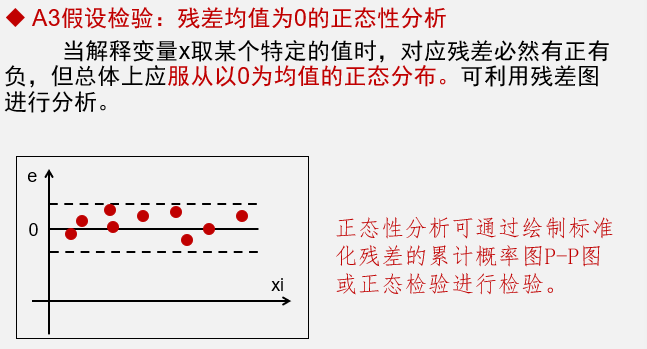 ◆ A3假设检验：残差均值为0的正态性分析
当解释变量x取某个特定的值时，对应残差必然有正有
负，但总体上应服从以0为均值的正态分布。可利用残差图
进行分析。
e
0
xi
正态性分析可通过绘制标准
化残差的累计概率图P-P图
或正态检验进行检验。